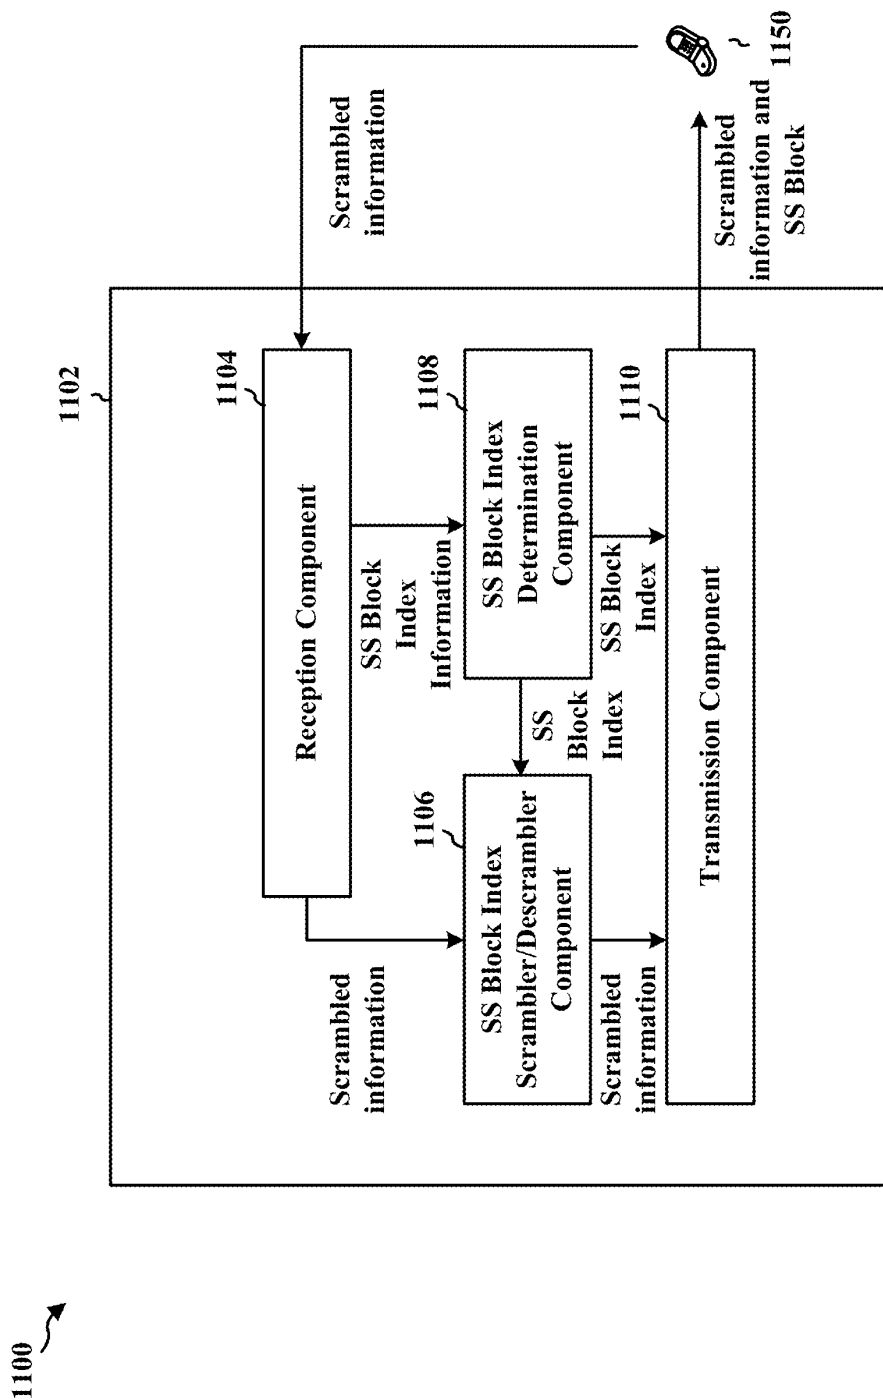 1100
1102
1104
Reception Component
Scrambled
information
SS Block
Index
Information
Scrambled
information
1106
SS Block Index
Scrambler/Descrambler
Component
SS
Block
Index
1108
SS Block Index
Determination
Component
Scrambled
information
SS Block
Index
1110
Transmission Component
Scrambled
information and
SS Block
1150